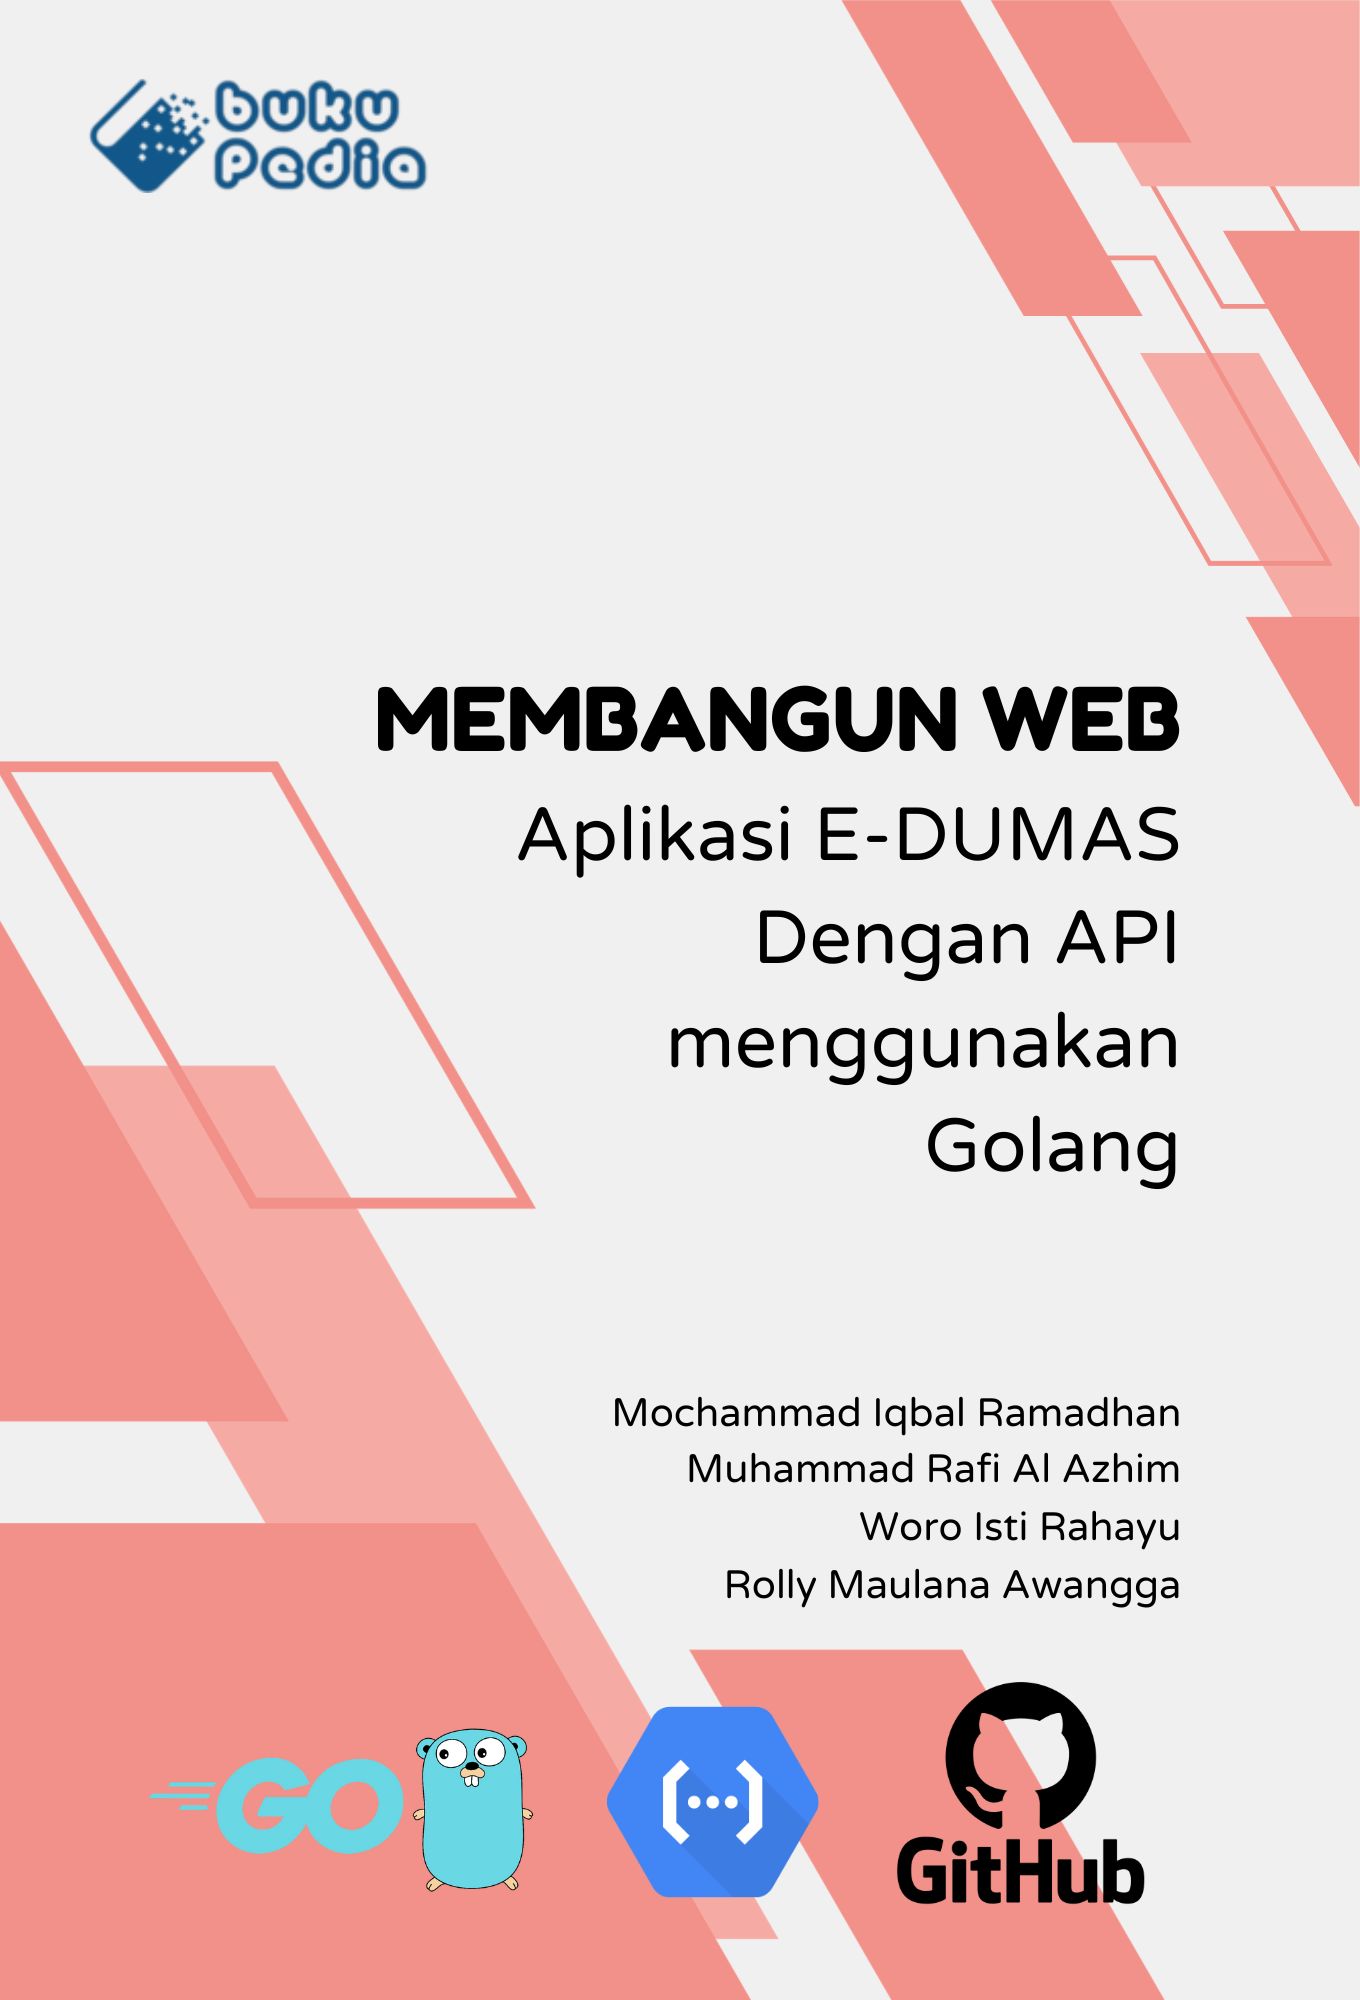 buku
Pedia
MEMBANGUN WEB
Aplikasi E-DUMAS
Dengan API
menggunakan
Golang
Mochammad Iqbal Ramadhan
Muhammad Rafi Al Azhim
Woro Isti Rahayu
Rolly Maulana Awangga
GO
GitHub